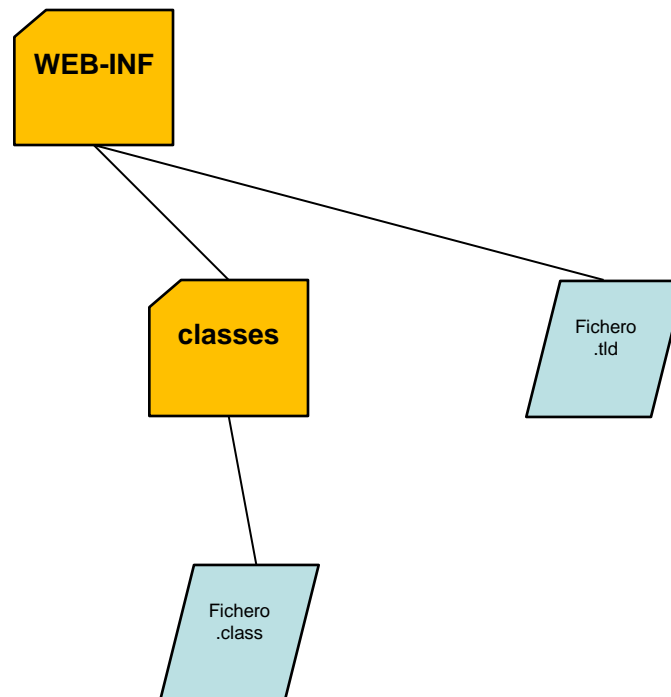 WEB-INF
classes
Fichero
.tld
Fichero
.class